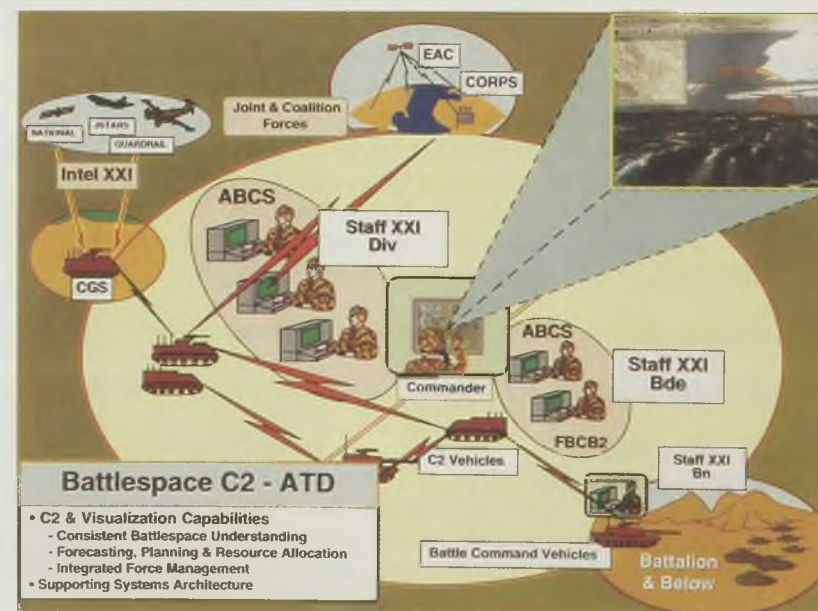 EAC
CORPS
Joint & Coalition
Forces
NATIONAL
JSTARS
GUARDRAIL
Intel XXI
CGS
ABCS
Staff XXI
Div
Commander
ABCS
Staff XXI
Bde
FBCB2
C2 Vehicles
Staff XXI
Bn
Battle Command Vehicles
Battalion
& Below
Battlespace C2 - ATD
• C2 & Visualization Capabilities
- Consistent Battlespace Understanding
- Forecasting, Planning & Resource Allocation
- Integrated Force Management
• Supporting Systems Architecture